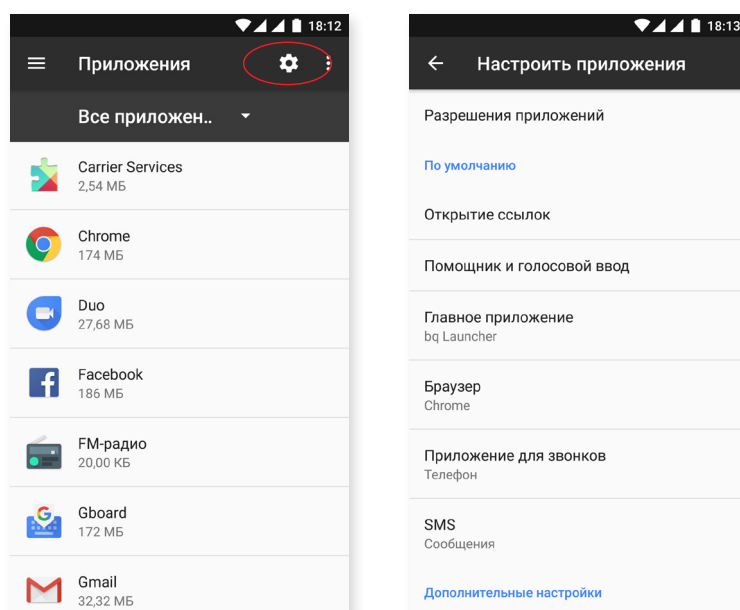 18:12
Приложения
Все приложен..
Carrier Services
2,54 МБ
Chrome
174 МБ
Duo
27,68 МБ
Facebook
186 МБ
FM-радио
20,00 КБ
Gboard
172 МБ
Gmail
32,32 МБ
18:13
Настроить приложения
Разрешения приложений
По умолчанию
Открытие ссылок
Помощник и голосовой ввод
Главное приложение
bq Launcher
Браузер
Chrome
Приложение для звонков
Телефон
SMS
Сообщения
Дополнительные настройки